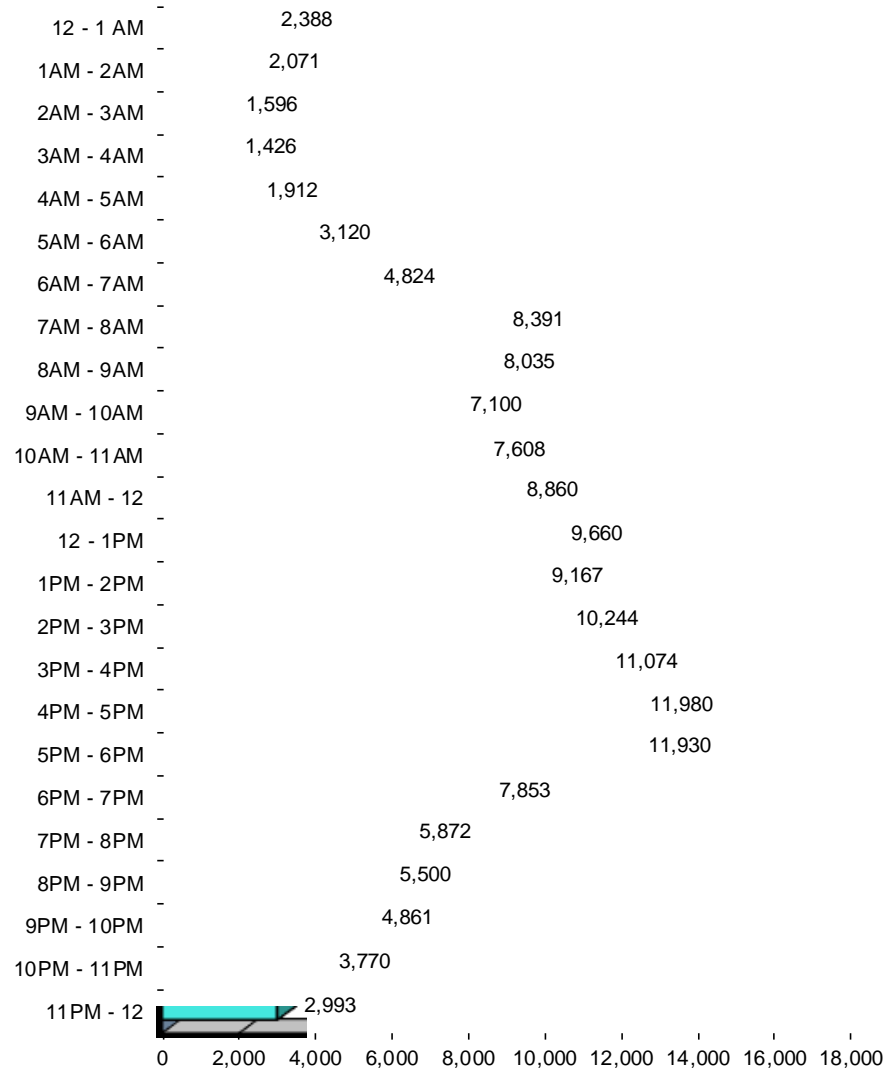 12 - 1 AM 2,388
1AM - 2AM 2,071
2AM - 3AM 1,596
3AM - 4AM 1,426
4AM - 5AM 1,912
5AM - 6AM 3,120
6AM - 7AM 4,824
7AM - 8AM 8,391
8AM - 9AM 8,035
9AM - 10AM 7,100
10AM - 11AM 7,608
11AM - 12 8,860
12 - 1PM 9,660
1PM - 2PM 9,167
2PM - 3PM 10,244
3PM - 4PM 11,074
4PM - 5PM 11,980
5PM - 6PM 11,930
6PM - 7PM 7,853
7PM - 8PM 5,872
8PM - 9PM 5,500
9PM - 10PM 4,861
10PM - 11PM 3,770
11PM - 12 2,993
0 2,000 4,000 6,000 8,000 10,000 12,000 14,000 16,000 18,000